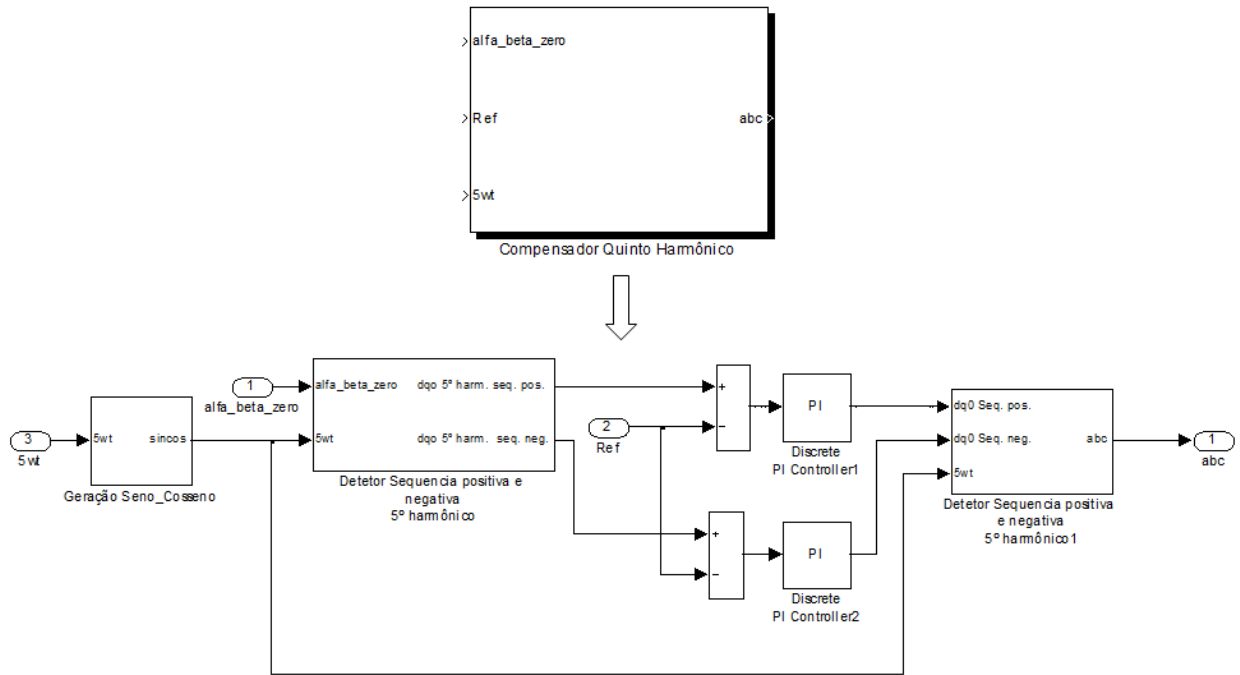 alfa_beta_zero
Ref
abc
5wt
Compensador Quinto Harmônico
1
alfa_beta_zero
alfa_beta_zero
dqo 5º harm. seq. pos.
5wt
dqo 5º harm. seq. neg.
Detetor Sequencia positiva e
negativa
5º harmônico
3
5wt
5wt
sincos
Geração Seno_Cosseno
2
Ref
+
−
PI
Discrete
PI Controller1
+
−
PI
Discrete
PI Controller2
dq0 Seq. pos.
dq0 Seq. neg.
abc
5wt
Detetor Sequencia positiva
e negativa
5º harmônico1
1
abc